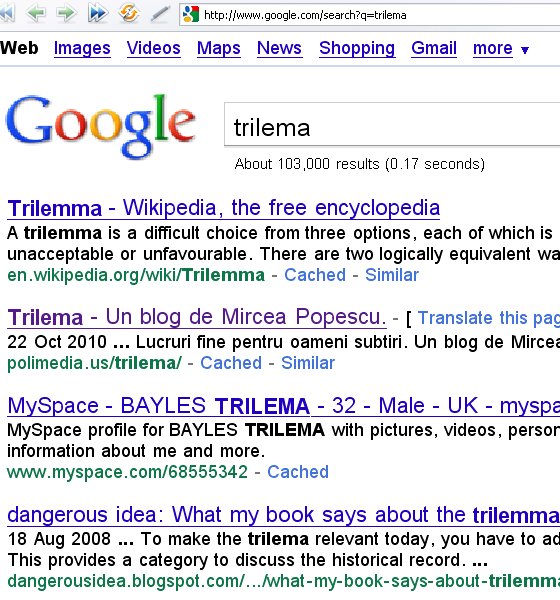 http://www.google.com/search?q=trilema
Web Images Videos Maps News Shopping Gmail more ▼
Google
trilema
About 103,000 results (0.17 seconds)
Trilemma - Wikipedia, the free encyclopedia
A trilemma is a difficult choice from three options, each of which is
unacceptable or unfavourable. There are two logically equivalent wa
en.wikipedia.org/wiki/Trilemma - Cached - Similar
Trilema - Un blog de Mircea Popescu. - [ Translate this pag
22 Oct 2010 ... Lucruri fine pentru oameni subtiri. Un blog de Mircea
polimedia.us/trilema/ - Cached - Similar
MySpace - BAYLES TRILEMA - 32 - Male - UK - myspa
MySpace profile for BAYLES TRILEMA with pictures, videos, person
information about me and more.
www.myspace.com/68555342 - Cached
dangerous idea: What my book says about the trilemma
18 Aug 2008 ... To make the trilema relevant today, you have to ad
This provides a category to discuss the historical record. ...
dangerousidea.blogspot.com/.../what-my-book-says-about-trilemma